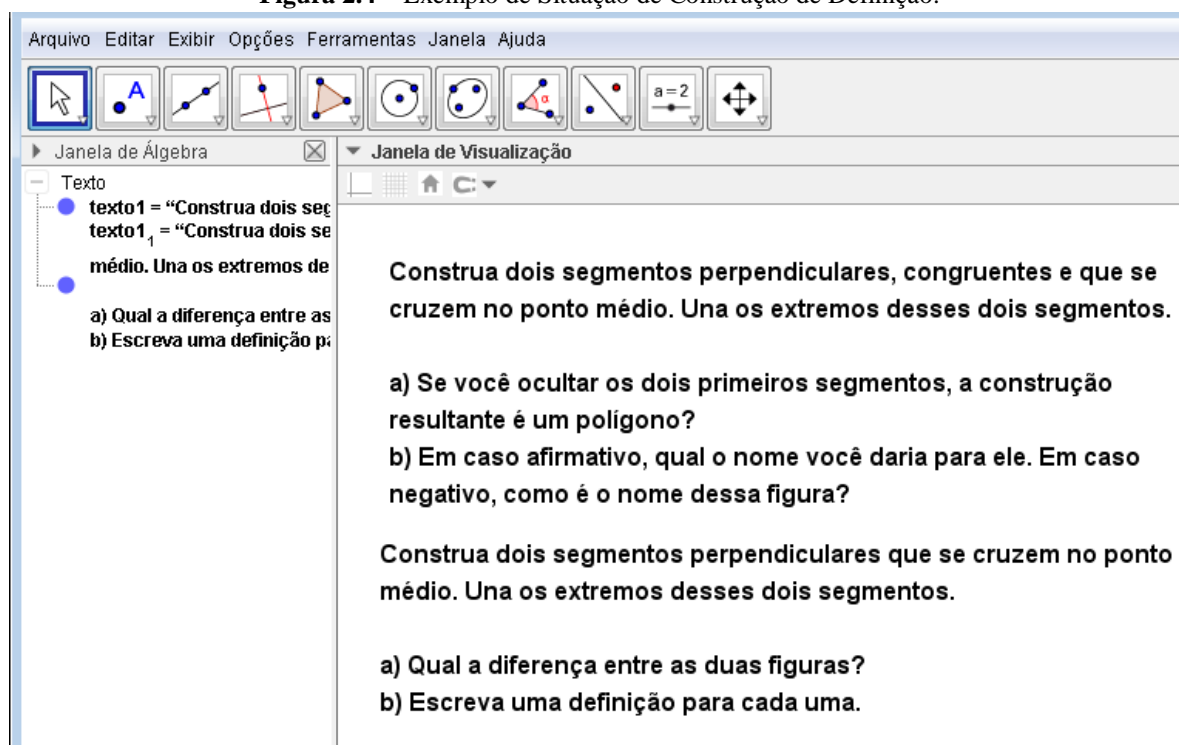 Figura 2.4 – Exemplo de Situação de Construção de Definição.
Arquivo Editar Exibir Opções Ferramentas Janela Ajuda
A
α
a = 2
Janela de Álgebra
Janela de Visualização
Texto
texto1 = “Construa dois seg
texto1₁ = “Construa dois se
médio. Una os extremos de
a) Qual a diferença entre as
b) Escreva uma definição pa
Construa dois segmentos perpendiculares, congruentes e que se
cruzem no ponto médio. Una os extremos desses dois segmentos.
a) Se você ocultar os dois primeiros segmentos, a construção
resultante é um polígono?
b) Em caso afirmativo, qual o nome você daria para ele. Em caso
negativo, como é o nome dessa figura?
Construa dois segmentos perpendiculares que se cruzem no ponto
médio. Una os extremos desses dois segmentos.
a) Qual a diferença entre as duas figuras?
b) Escreva uma definição para cada uma.